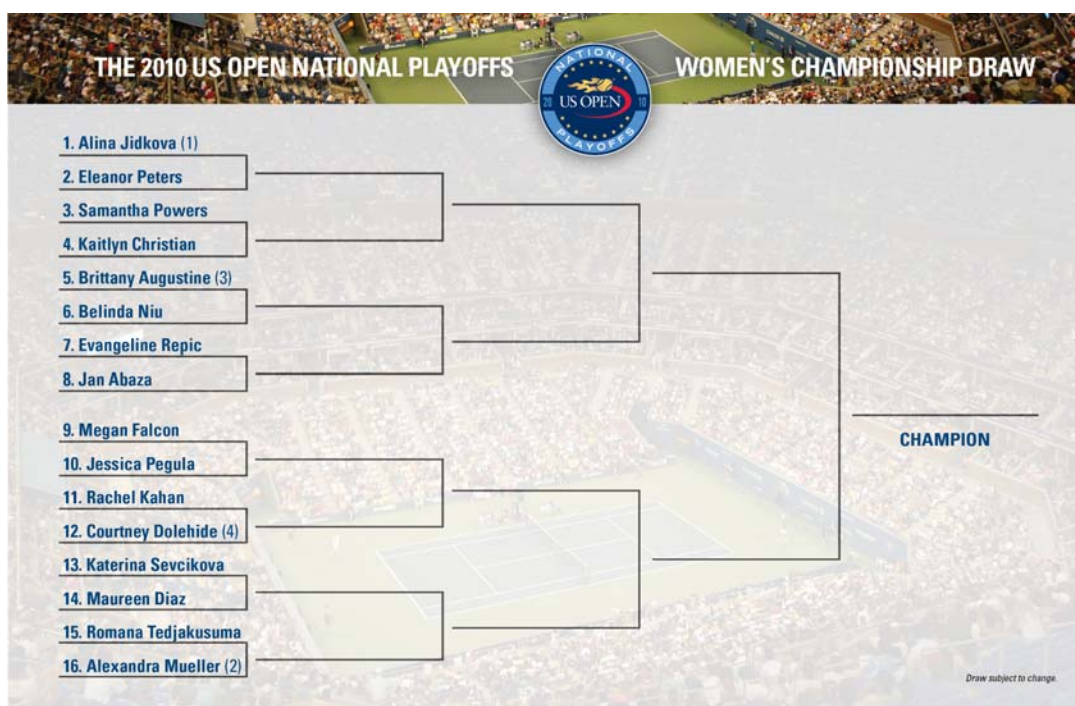 THE 2010 US OPEN NATIONAL PLAYOFFS
NATIONAL
20 US OPEN 10
PLAYOFFS
WOMEN'S CHAMPIONSHIP DRAW
1. Alina Jidkova (1)
2. Eleanor Peters
3. Samantha Powers
4. Kaitlyn Christian
5. Brittany Augustine (3)
6. Belinda Niu
7. Evangeline Repic
8. Jan Abaza
9. Megan Falcon
10. Jessica Pegula
11. Rachel Kahan
12. Courtney Dolehide (4)
13. Katerina Sevcikova
14. Maureen Diaz
15. Romana Tedjakusuma
16. Alexandra Mueller (2)
CHAMPION
Draw subject to change.